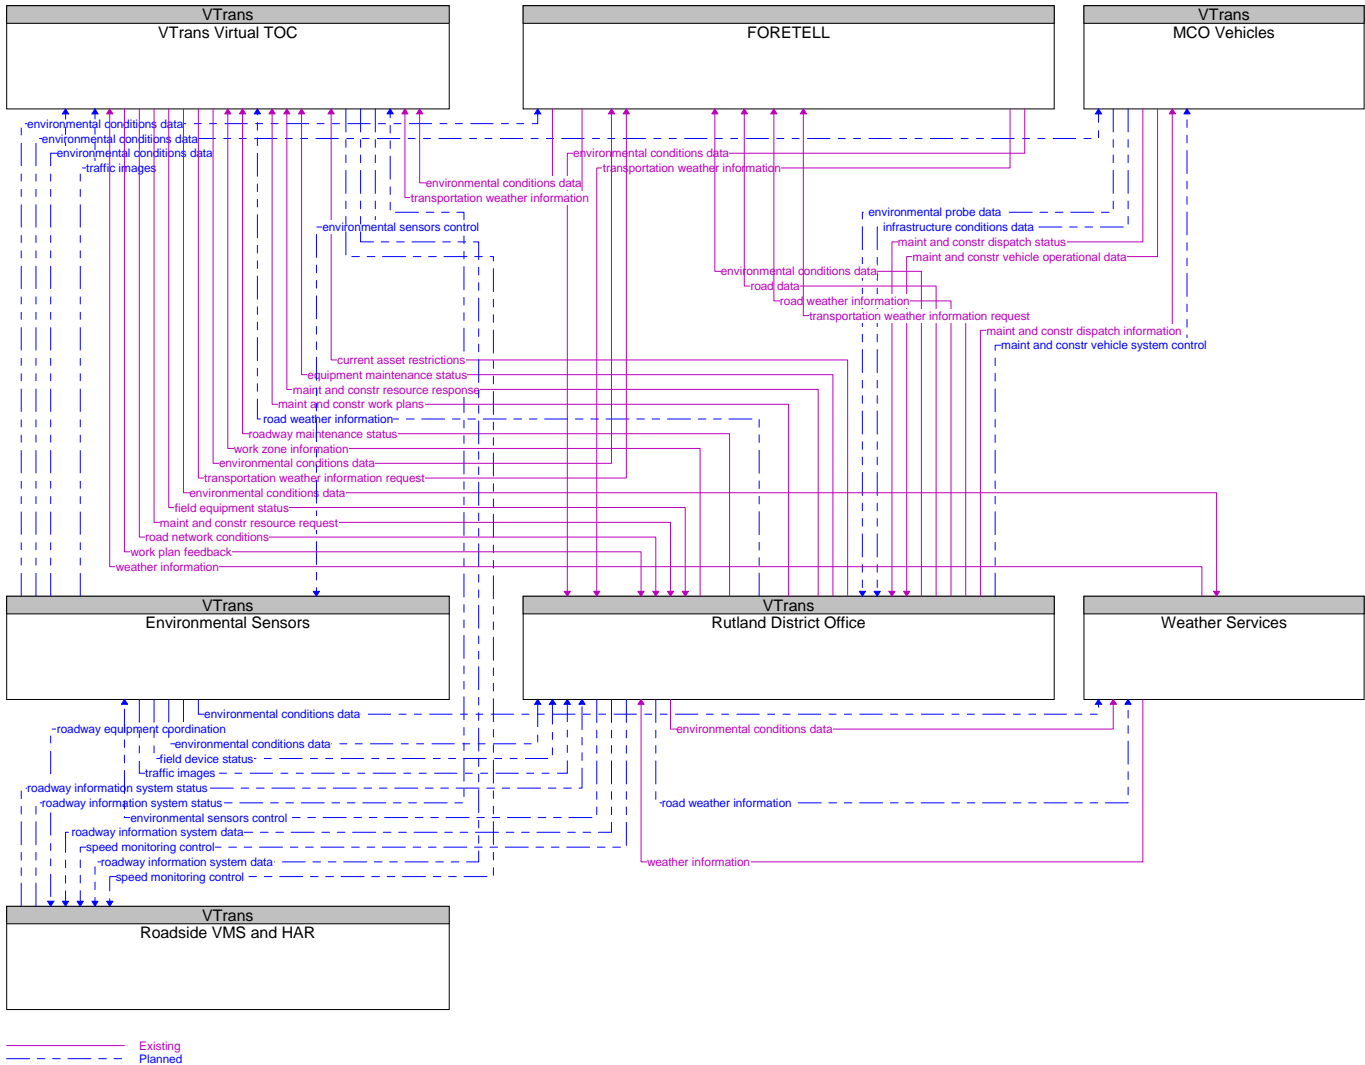 VTrans
VTrans Virtual TOC
FORETELL
VTrans
MCO Vehicles
environmental conditions data
environmental conditions data
environmental conditions data
traffic images
environmental conditions data
transportation weather information
environmental conditions data
transportation weather information
environmental probe data
environmental sensors control
infrastructure conditions data
maint and constr dispatch status
maint and constr vehicle operational data
environmental conditions data
road data
road weather information
transportation weather information request
maint and constr dispatch information
maint and constr vehicle system control
current asset restrictions
equipment maintenance status
maint and constr resource response
maint and constr work plans
road weather information
roadway maintenance status
work zone information
environmental conditions data
transportation weather information request
environmental conditions data
field equipment status
maint and constr resource request
road network conditions
work plan feedback
weather information
VTrans
Environmental Sensors
VTrans
Rutland District Office
Weather Services
environmental conditions data
roadway equipment coordination
environmental conditions data
environmental conditions data
field device status
traffic images
roadway information system status
roadway information system status
road weather information
environmental sensors control
roadway information system data
speed monitoring control
roadway information system data
weather information
speed monitoring control
VTrans
Roadside VMS and HAR
Existing
Planned